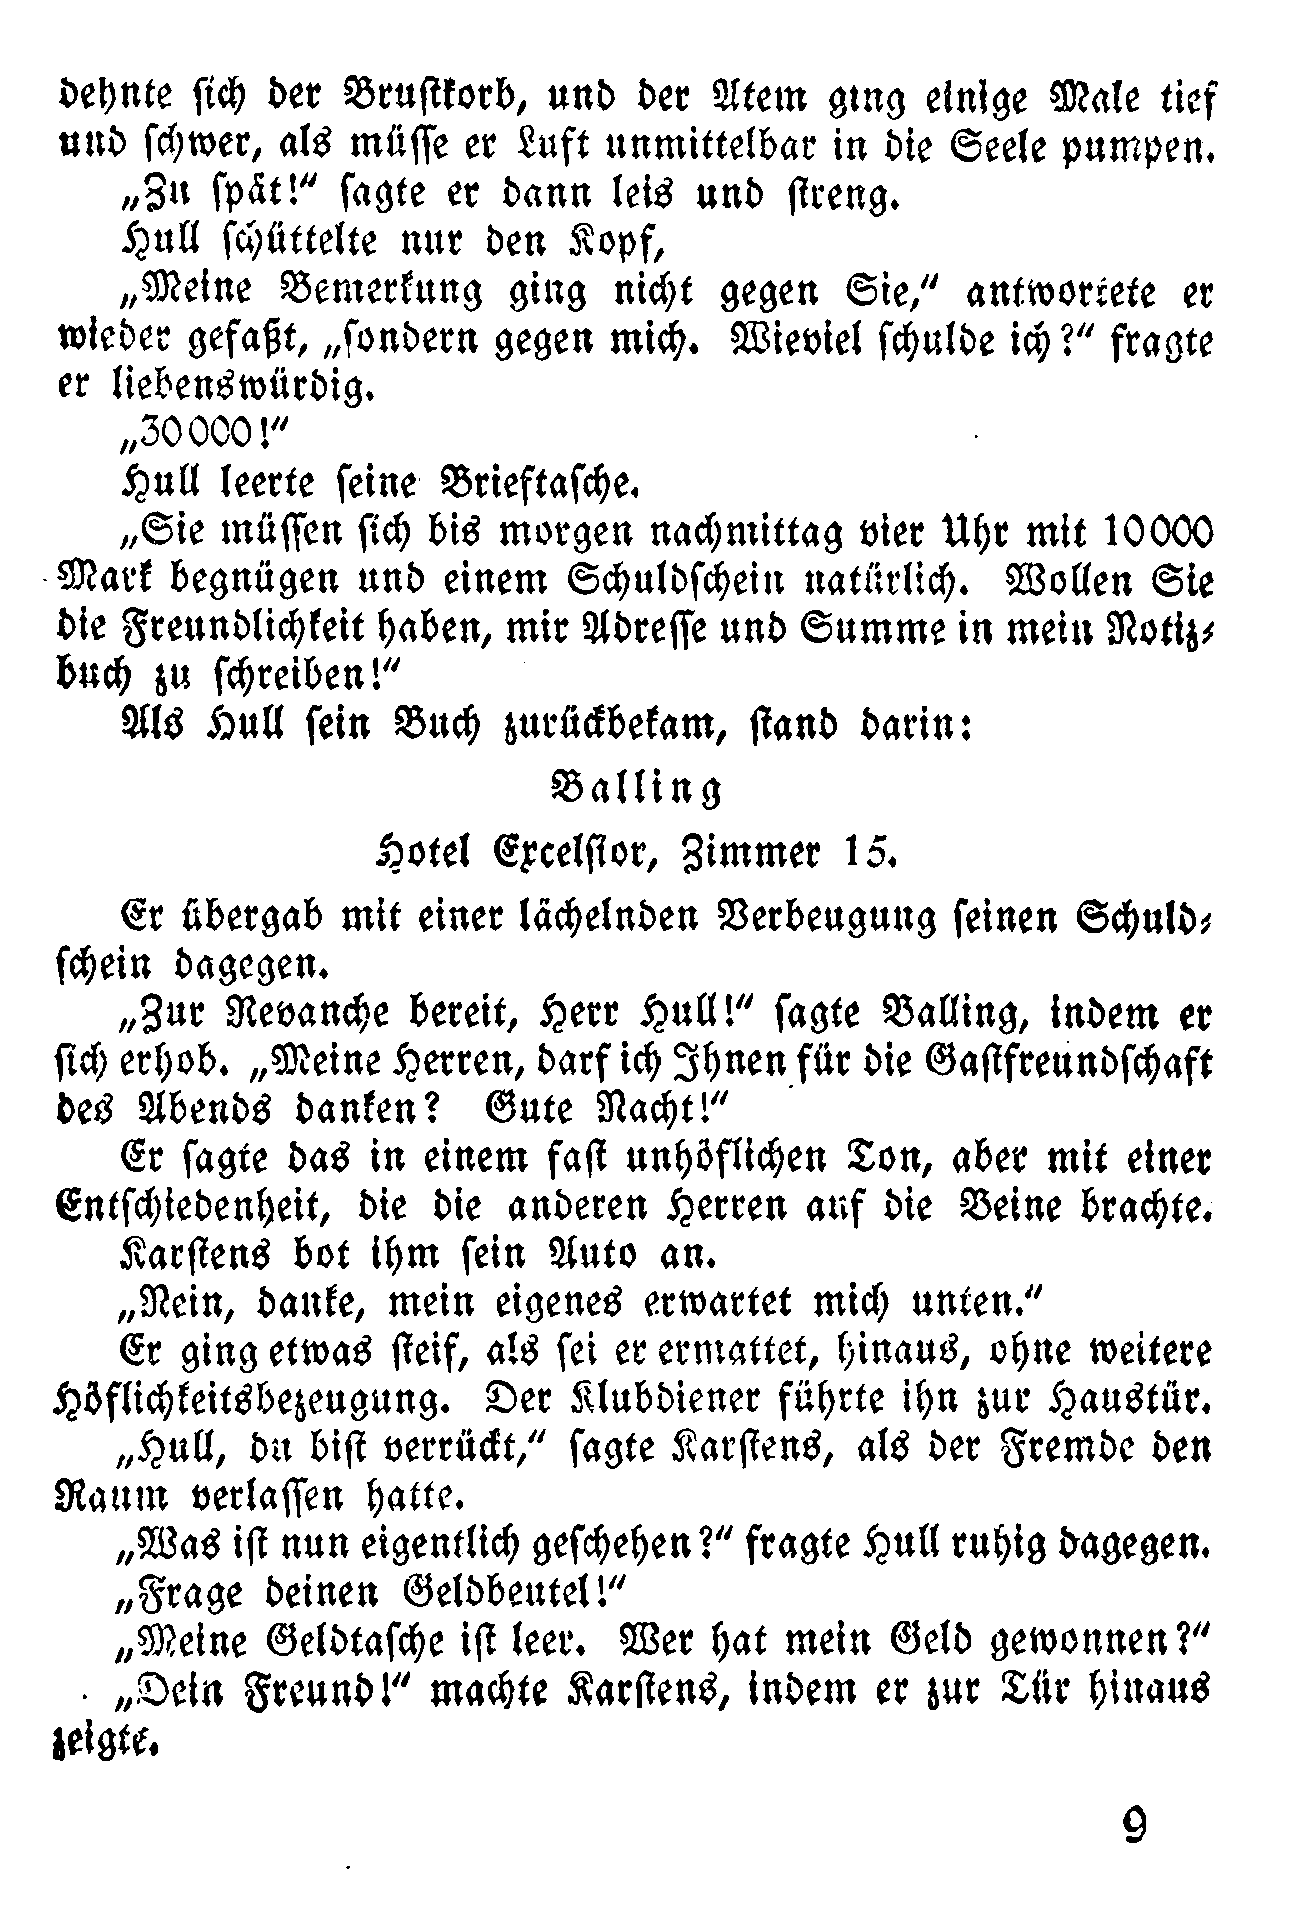 dehnte ſich der Bruſtkorb, und der Atem ging einige Male tief
und ſchwer, als müſſe er Luft unmittelbar in die Seele pumpen.
„Zu ſpät!“ ſagte er dann leis und ſtreng.
Hull ſchüttelte nur den Kopf,
„Meine Bemerkung ging nicht gegen Sie,“ antwortete er
wieder gefaßt, „ſondern gegen mich. Wieviel ſchulde ich?“ fragte
er liebenswürdig.
„30000!“
Hull leerte ſeine Brieftaſche.
„Sie müſſen ſich bis morgen nachmittag vier Uhr mit 10000
Mark begnügen und einem Schuldſchein natürlich. Wollen Sie
die Freundlichkeit haben, mir Adreſſe und Summe in mein Notiz⸗
buch zu ſchreiben!“
Als Hull ſein Buch zurückbekam, ſtand darin:
Balling
Hotel Excelſior, Zimmer 15.
Er übergab mit einer lächelnden Verbeugung ſeinen Schuld⸗
ſchein dagegen.
„Zur Revanche bereit, Herr Hull!“ ſagte Balling, indem er
ſich erhob. „Meine Herren, darf ich Ihnen für die Gaſtfreundſchaft
des Abends danken? Gute Nacht!“
Er ſagte das in einem faſt unhöflichen Ton, aber mit einer
Entſchiedenheit, die die anderen Herren auf die Beine brachte.
Karſtens bot ihm ſein Auto an.
„Nein, danke, mein eigenes erwartet mich unten.“
Er ging etwas ſteif, als ſei er ermattet, hinaus, ohne weitere
Höflichkeitsbezeugung. Der Klubdiener führte ihn zur Haustür.
„Hull, du biſt verrückt,“ ſagte Karſtens, als der Fremde den
Raum verlaſſen hatte.
„Was iſt nun eigentlich geſchehen?“ fragte Hull ruhig dagegen.
„Frage deinen Geldbeutel!“
„Meine Geldtaſche iſt leer. Wer hat mein Geld gewonnen?“
„Dein Freund!“ machte Karſtens, indem er zur Tür hinaus
zeigte.
9